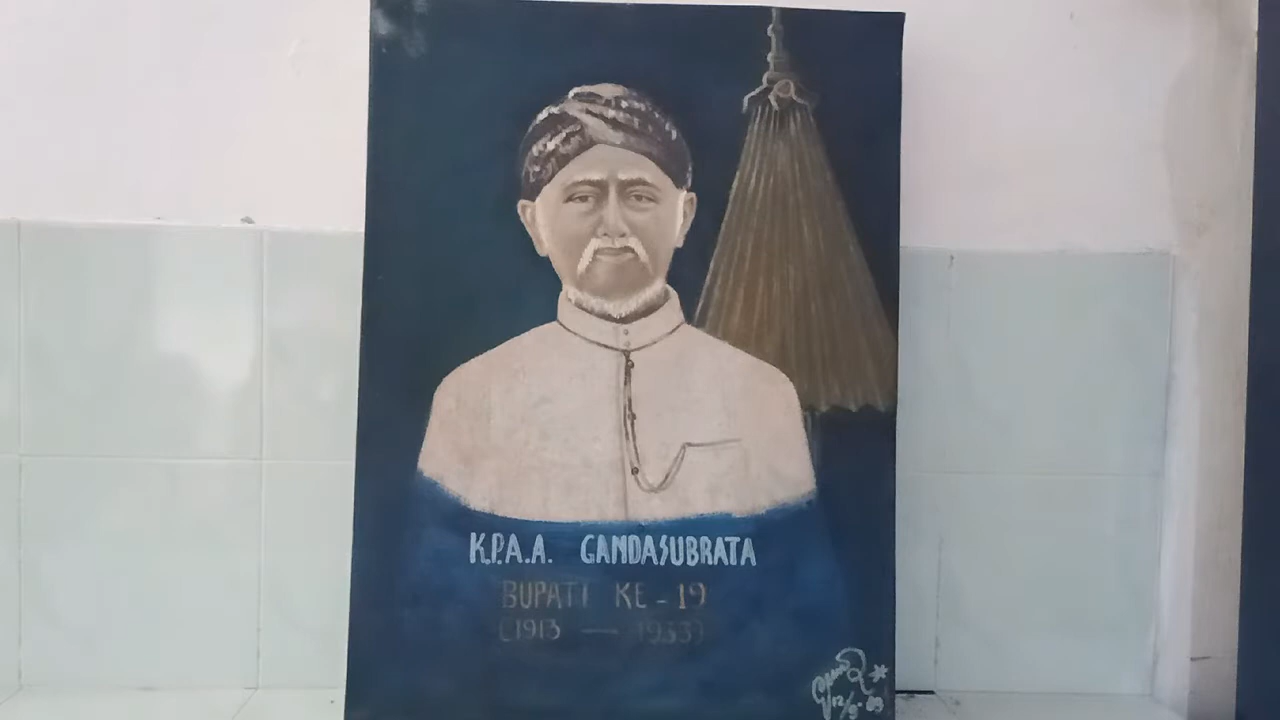 K.P.A.A. GANDASUBRATA
BUPATI KE-19
(1913 — 1933)